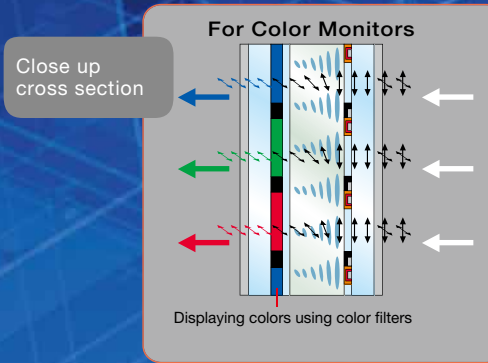 For Color Monitors
Close up
cross section
Displaying colors using color filters